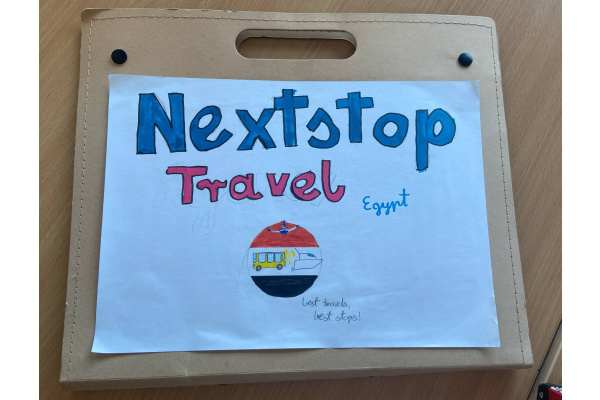 Nextstop
Travel
Egypt
best travels,
best stops!